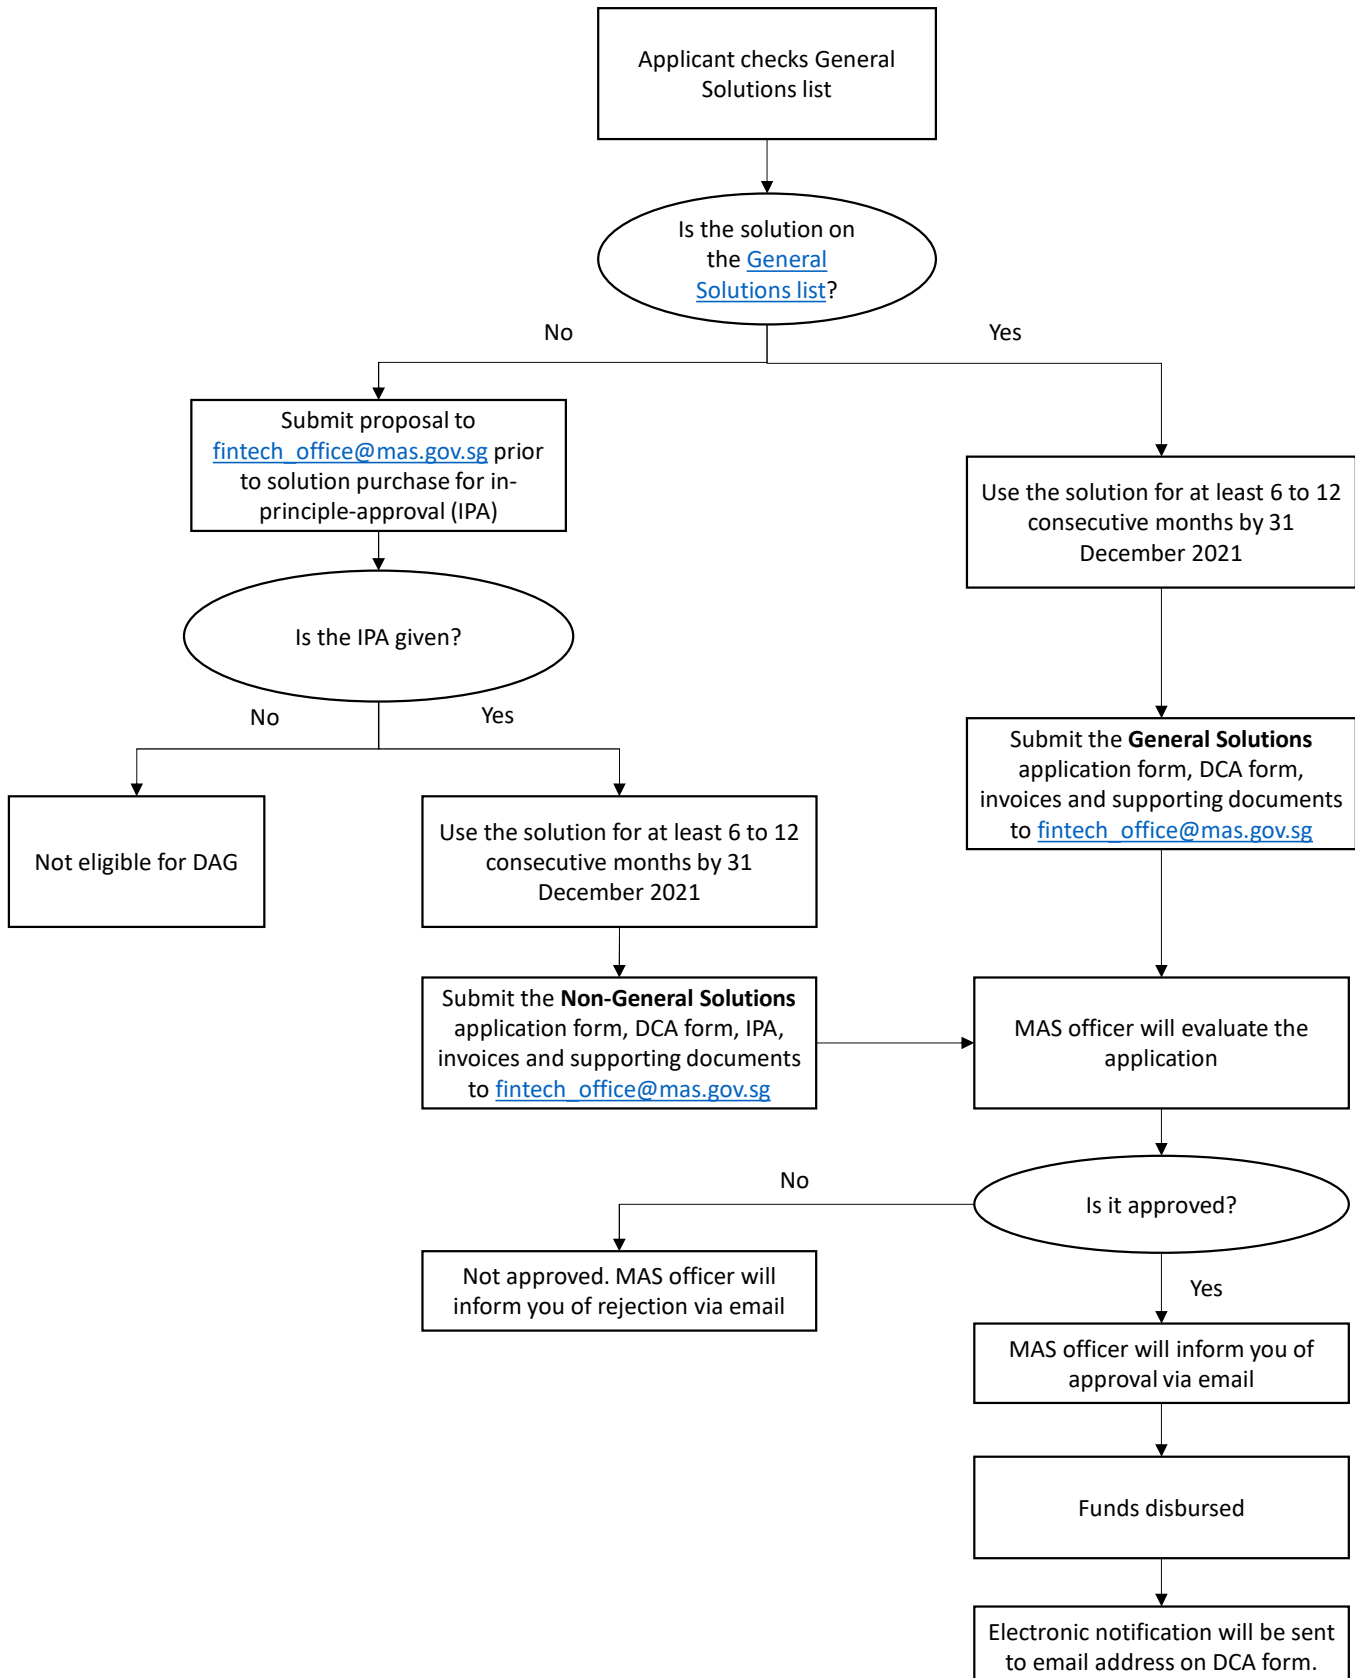 Applicant checks General
Solutions list
Is the solution on
the General
Solutions list?
No
Yes
Submit proposal to
fintech_office@mas.gov.sg prior
to solution purchase for in-
principle-approval (IPA)
Use the solution for at least 6 to 12
consecutive months by 31
December 2021
Is the IPA given?
No
Yes
Not eligible for DAG
Use the solution for at least 6 to 12
consecutive months by 31
December 2021
Submit the General Solutions
application form, DCA form,
invoices and supporting documents
to fintech_office@mas.gov.sg
Submit the Non-General Solutions
application form, DCA form, IPA,
invoices and supporting documents
to fintech_office@mas.gov.sg
MAS officer will evaluate the
application
Is it approved?
No
Not approved. MAS officer will
inform you of rejection via email
Yes
MAS officer will inform you of
approval via email
Funds disbursed
Electronic notification will be sent
to email address on DCA form.